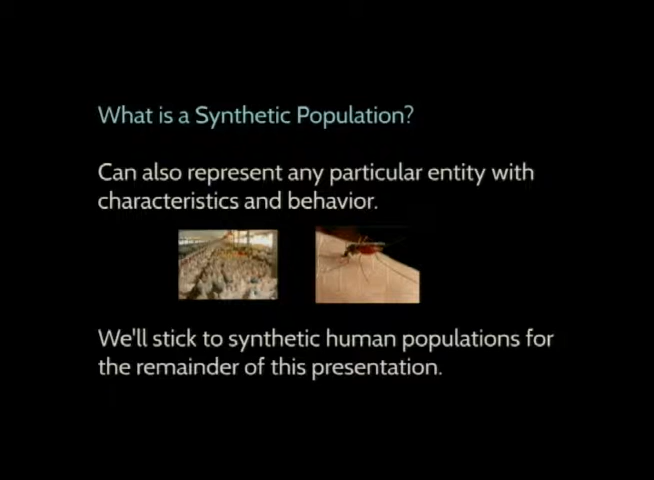 What is a Synthetic Population?
Can also represent any particular entity with
characteristics and behavior.
We'll stick to synthetic human populations for
the remainder of this presentation.